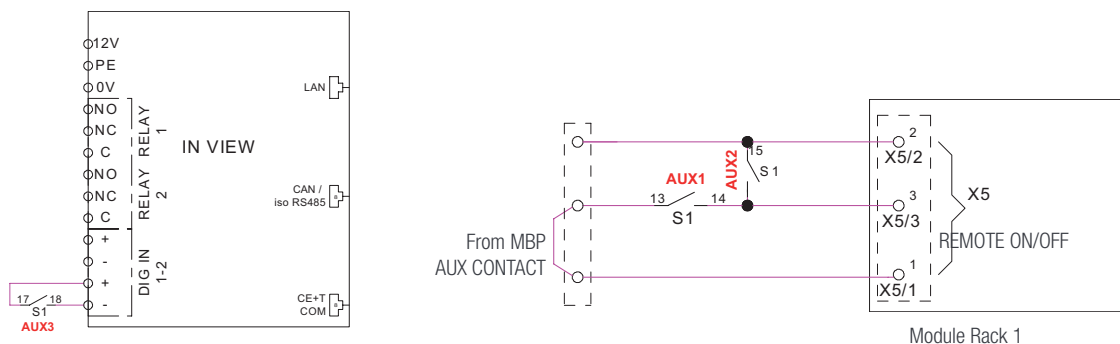 12V
PE
0V
NO
NC
C
NO
NC
C
+
-
+
-
RELAY
1
RELAY
2
DIG IN
1-2
IN VIEW
LAN
CAN /
iso RS485
CE+T
COM
17 18
S1
AUX3
From MBP
AUX CONTACT
AUX1
13 14
S1
AUX2
15
S 1
2
X5/2
3
X5/3
1
X5/1
X5
REMOTE ON/OFF
Module Rack 1